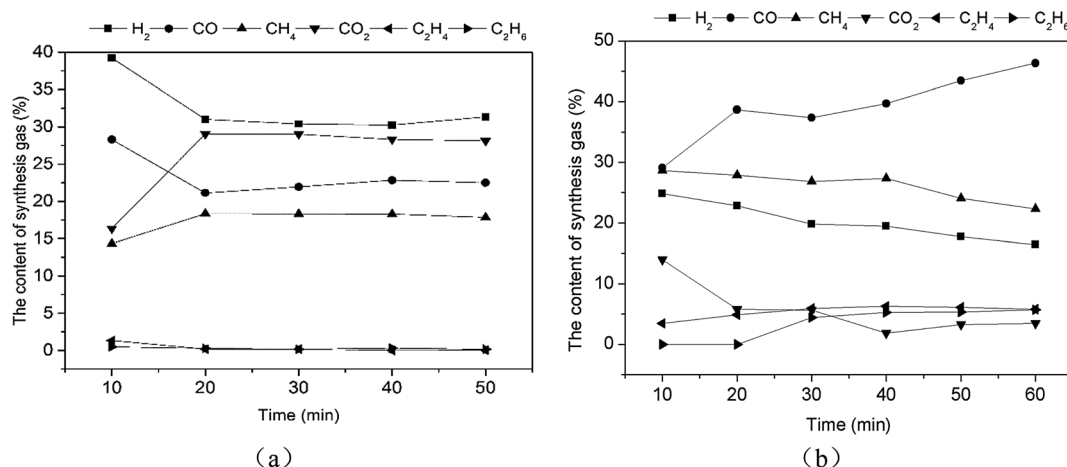 H2 CO CH4 CO2 C2H4 C2H6
The content of synthesis gas (%)
40
35
30
25
20
15
10
5
0
10 20 30 40 50
Time (min)
(a)
H2 CO CH4 CO2 C2H4 C2H6
The content of synthesis gas (%)
50
40
30
20
10
0
10 20 30 40 50 60
Time (min)
(b)